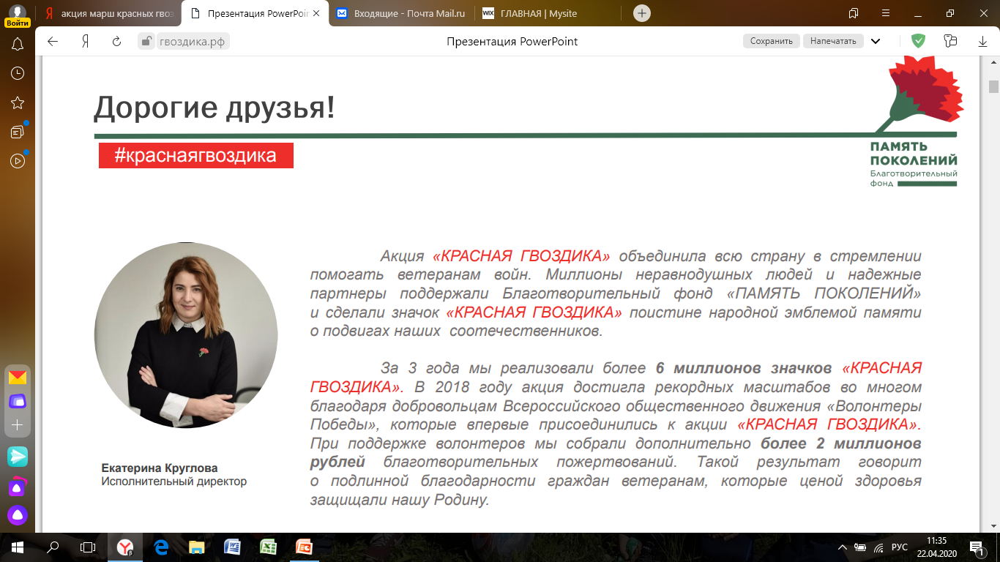 Войти
акция марш красных гвоз
Презентация PowerPoin
Входящие - Почта Mail.ru
WIX
ГЛАВНАЯ | Mysite
Я
гвоздика.рф
Презентация PowerPoint
Сохранить
Напечатать
Дорогие друзья!
#краснаягвоздика
ПАМЯТЬ
ПОКОЛЕНИЙ
Благотворительный
фонд
Акция «КРАСНАЯ ГВОЗДИКА» объединила всю страну в стремлении
помогать ветеранам войн. Миллионы неравнодушных людей и надежные
партнеры поддержали Благотворительный фонд «ПАМЯТЬ ПОКОЛЕНИЙ»
и сделали значок «КРАСНАЯ ГВОЗДИКА» поистине народной эмблемой памяти
о подвигах наших соотечественников.
За 3 года мы реализовали более 6 миллионов значков «КРАСНАЯ
ГВОЗДИКА». В 2018 году акция достигла рекордных масштабов во многом
благодаря добровольцам Всероссийского общественного движения «Волонтеры
Победы», которые впервые присоединились к акции «КРАСНАЯ ГВОЗДИКА».
При поддержке волонтеров мы собрали дополнительно более 2 миллионов
рублей благотворительных пожертвований. Такой результат говорит
о подлинной благодарности граждан ветеранам, которые ценой здоровья
защищали нашу Родину.
Екатерина Круглова
Исполнительный директор
РУС
11:35
22.04.2020
1